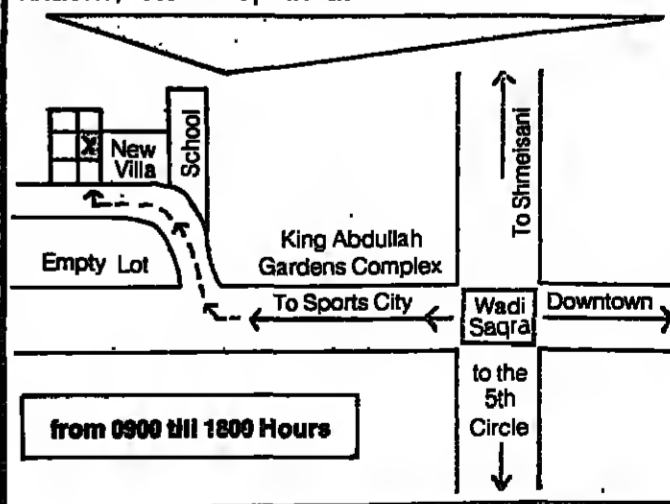 X
New
Villa
School
To Shmeisani
King Abdullah
Gardens Complex
Empty Lot
To Sports City
Wadi
Saqra
Downtown
to the
5th
Circle
from 0900 till 1800 Hours